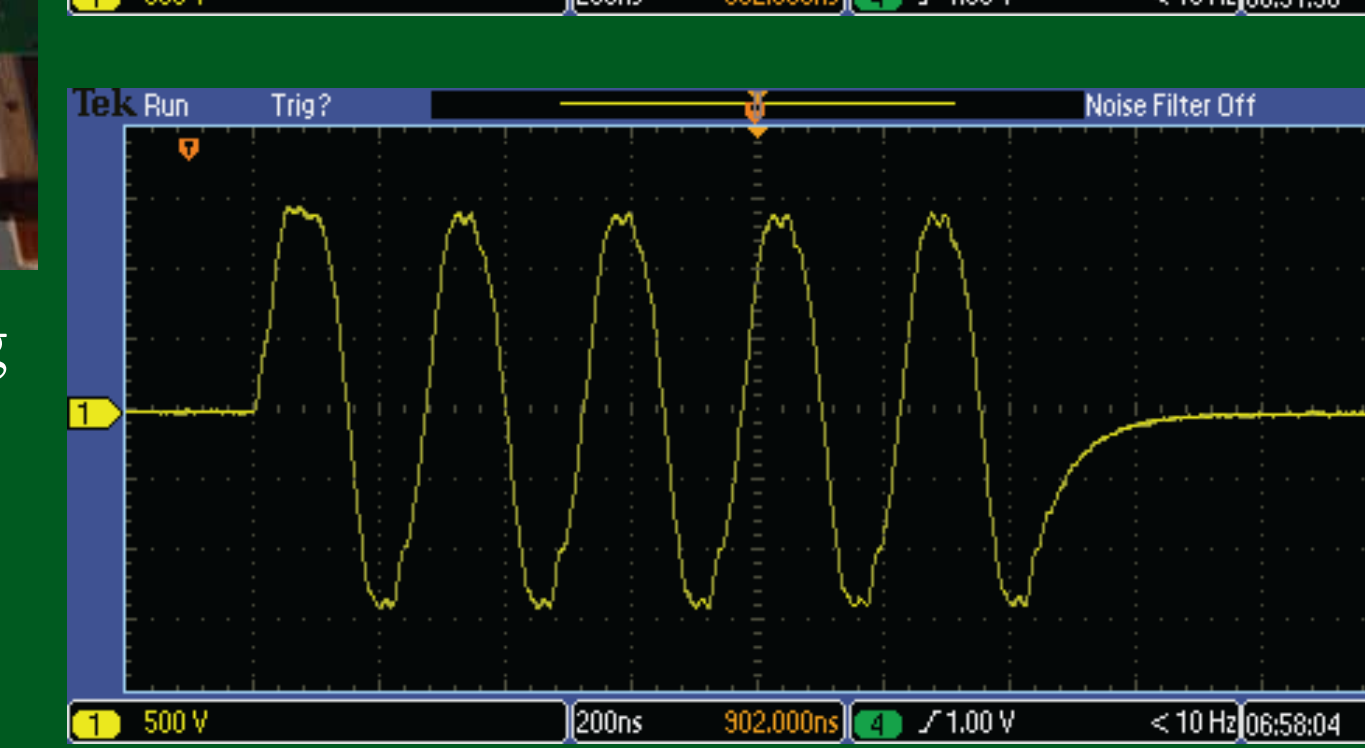 Tek Run Trig? Noise Filter Off
T
1
g
1 500 V 200ns 902.000ns 4 1.00 V < 10 Hz 06:58:04